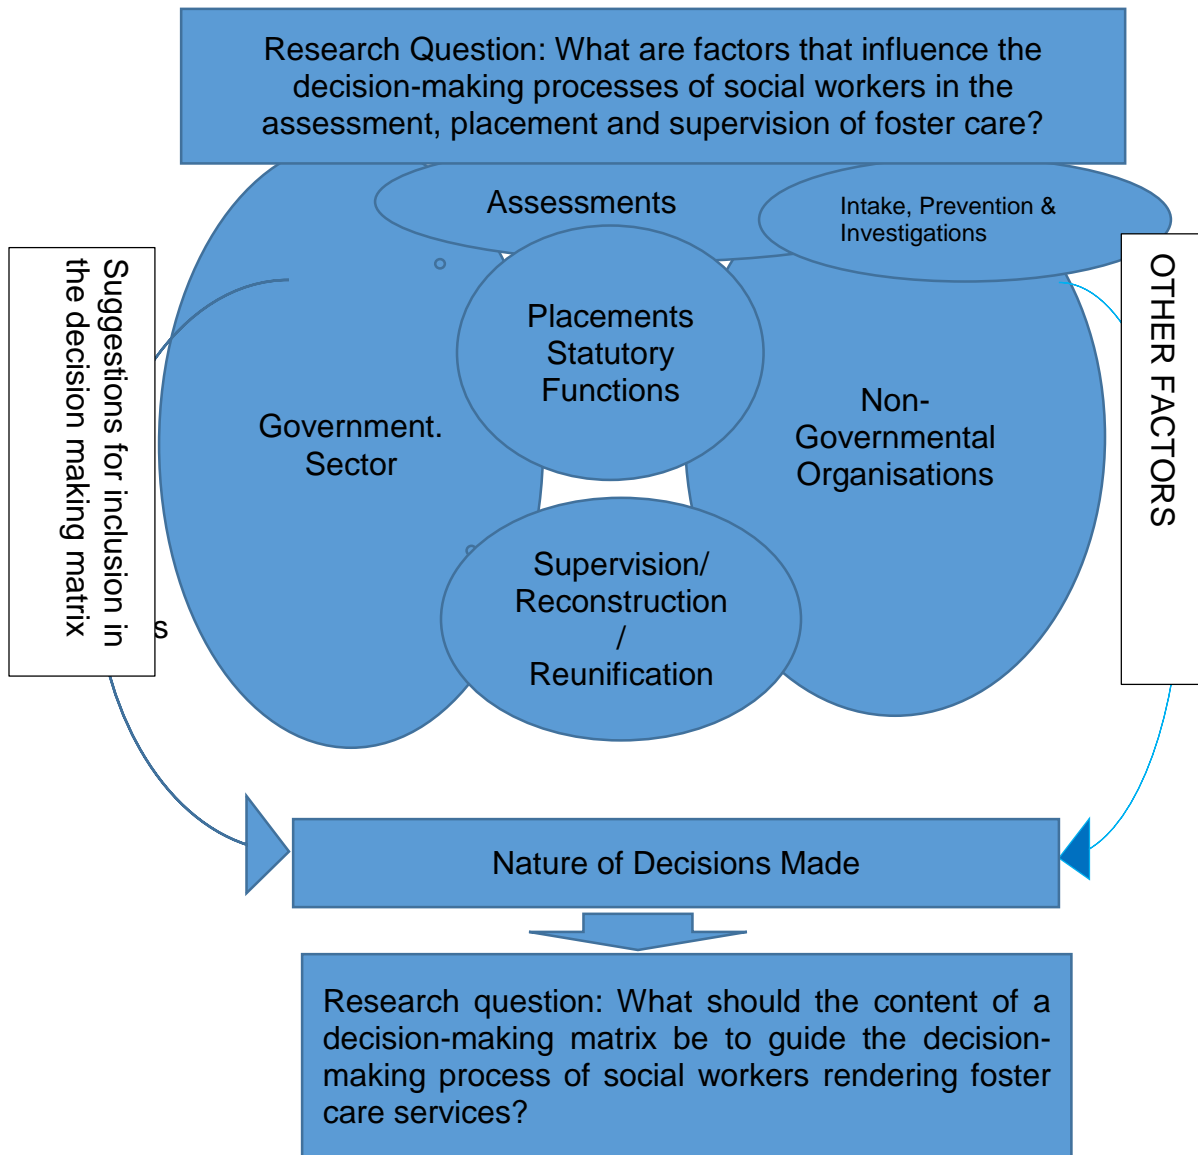 Research Question: What are factors that influence the
decision-making processes of social workers in the
assessment, placement and supervision of foster care?
Assessments
Intake, Prevention &
Investigations
Suggestions for inclusion in
the decision making matrix
s
OTHER FACTORS
Placements
Statutory
Functions
Government.
Sector
Non-
Governmental
Organisations
Supervision/
Reconstruction
/
Reunification
Nature of Decisions Made
Research question: What should the content of a
decision-making matrix be to guide the decision-
making process of social workers rendering foster
care services?